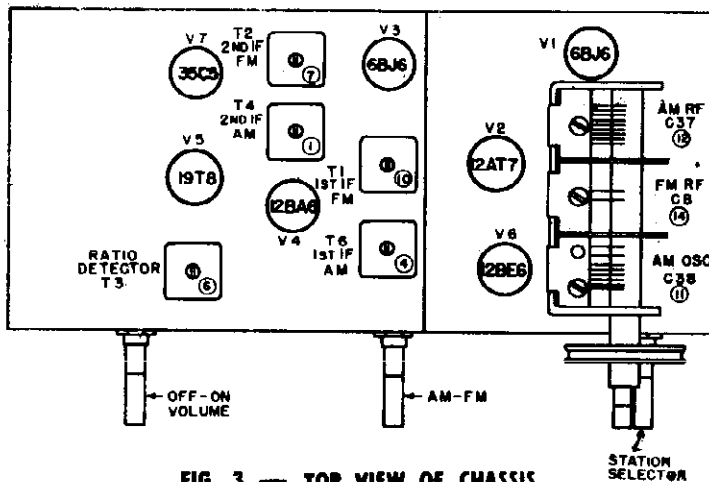 V7
35C5
T2
2ND IF
FM
7
V3
6BJ6
V1
6BJ6
T4
2ND IF
AM
1
V5
19T8
12BA6
V4
T1
1ST IF
FM
10
T6
1ST IF
AM
4
RATIO
DETECTOR
T3
6
V2
12AT7
V6
12BE6
AM RF
C37
12
FM RF
C8
14
AM OSC
C38
11
OFF-ON
VOLUME
AM-FM
STATION
SELECTOR
FIG. 3 — TOP VIEW OF CHASSIS